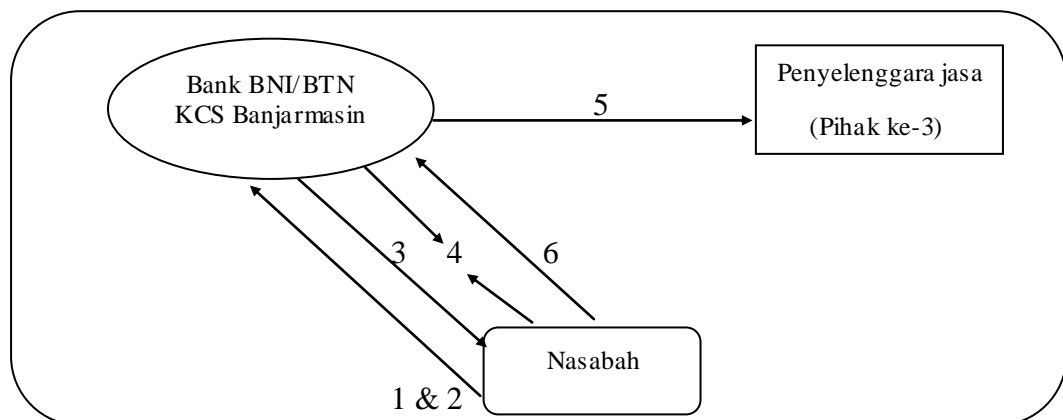 Bank BNI/BTN
KCS Banjarmasin
Penyelenggara jasa
(Pihak ke-3)
5
3
4
6
Nasabah
1 & 2